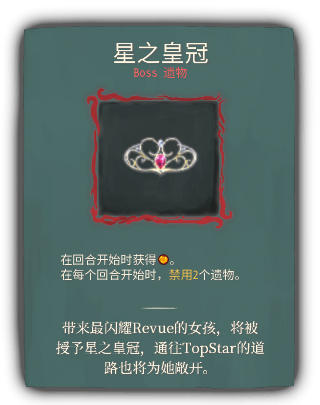 星之皇冠
Boss 遗物
在回合开始时获得。
在每个回合开始时，禁用2个遗物。
带来最闪耀Revue的女孩，将被
授予星之皇冠，通往TopStar的道
路也将为她敞开。